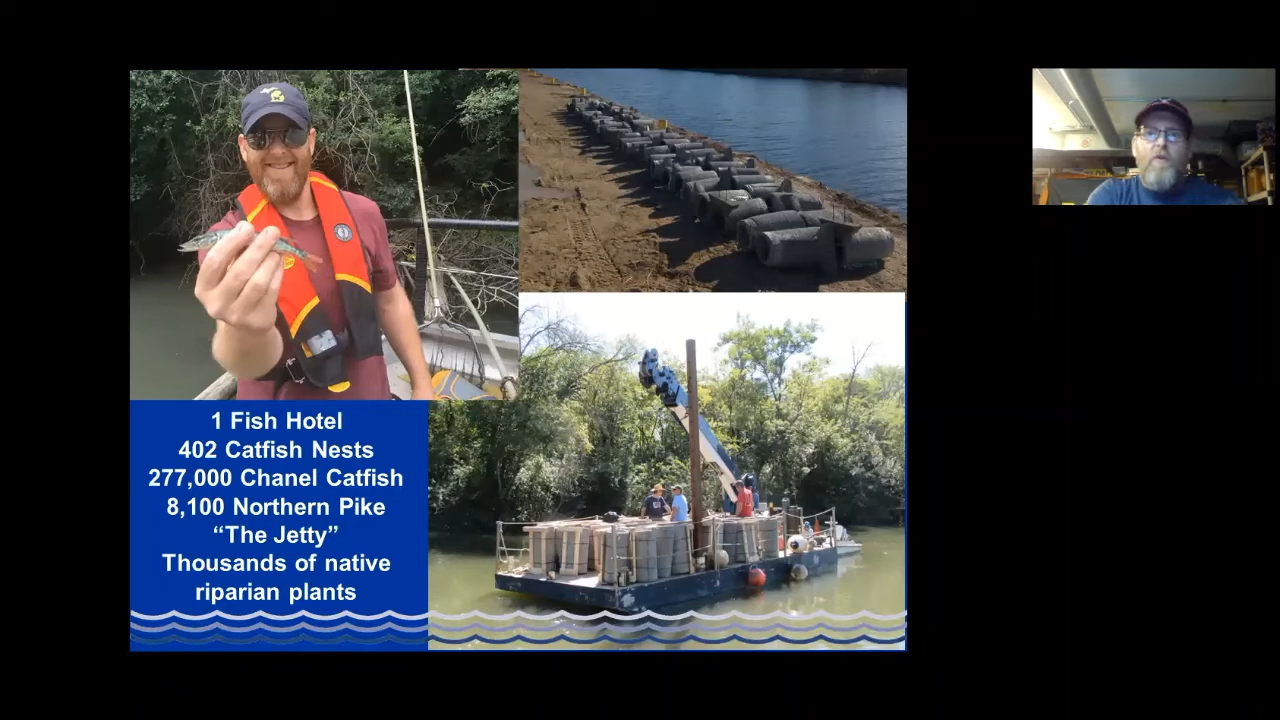 1 Fish Hotel
402 Catfish Nests
277,000 Chanel Catfish
8,100 Northern Pike
“The Jetty”
Thousands of native
riparian plants